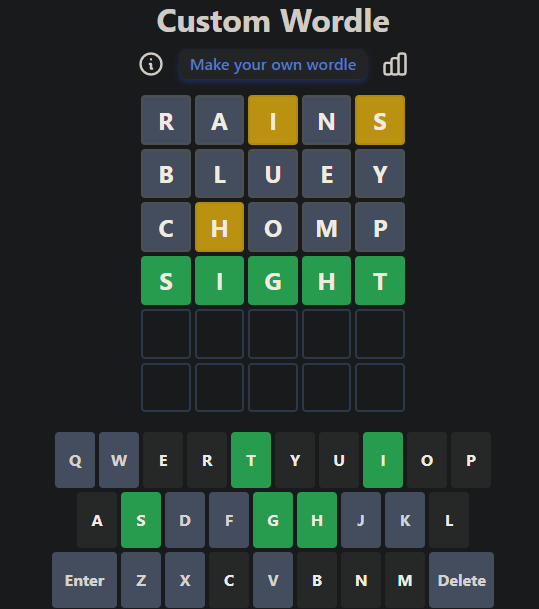 Custom Wordle
Make your own wordle
R A I N S
B L U E Y
C H O M P
S I G H T
Q W E R T Y U I O P
A S D F G H J K L
Enter Z X C V B N M Delete